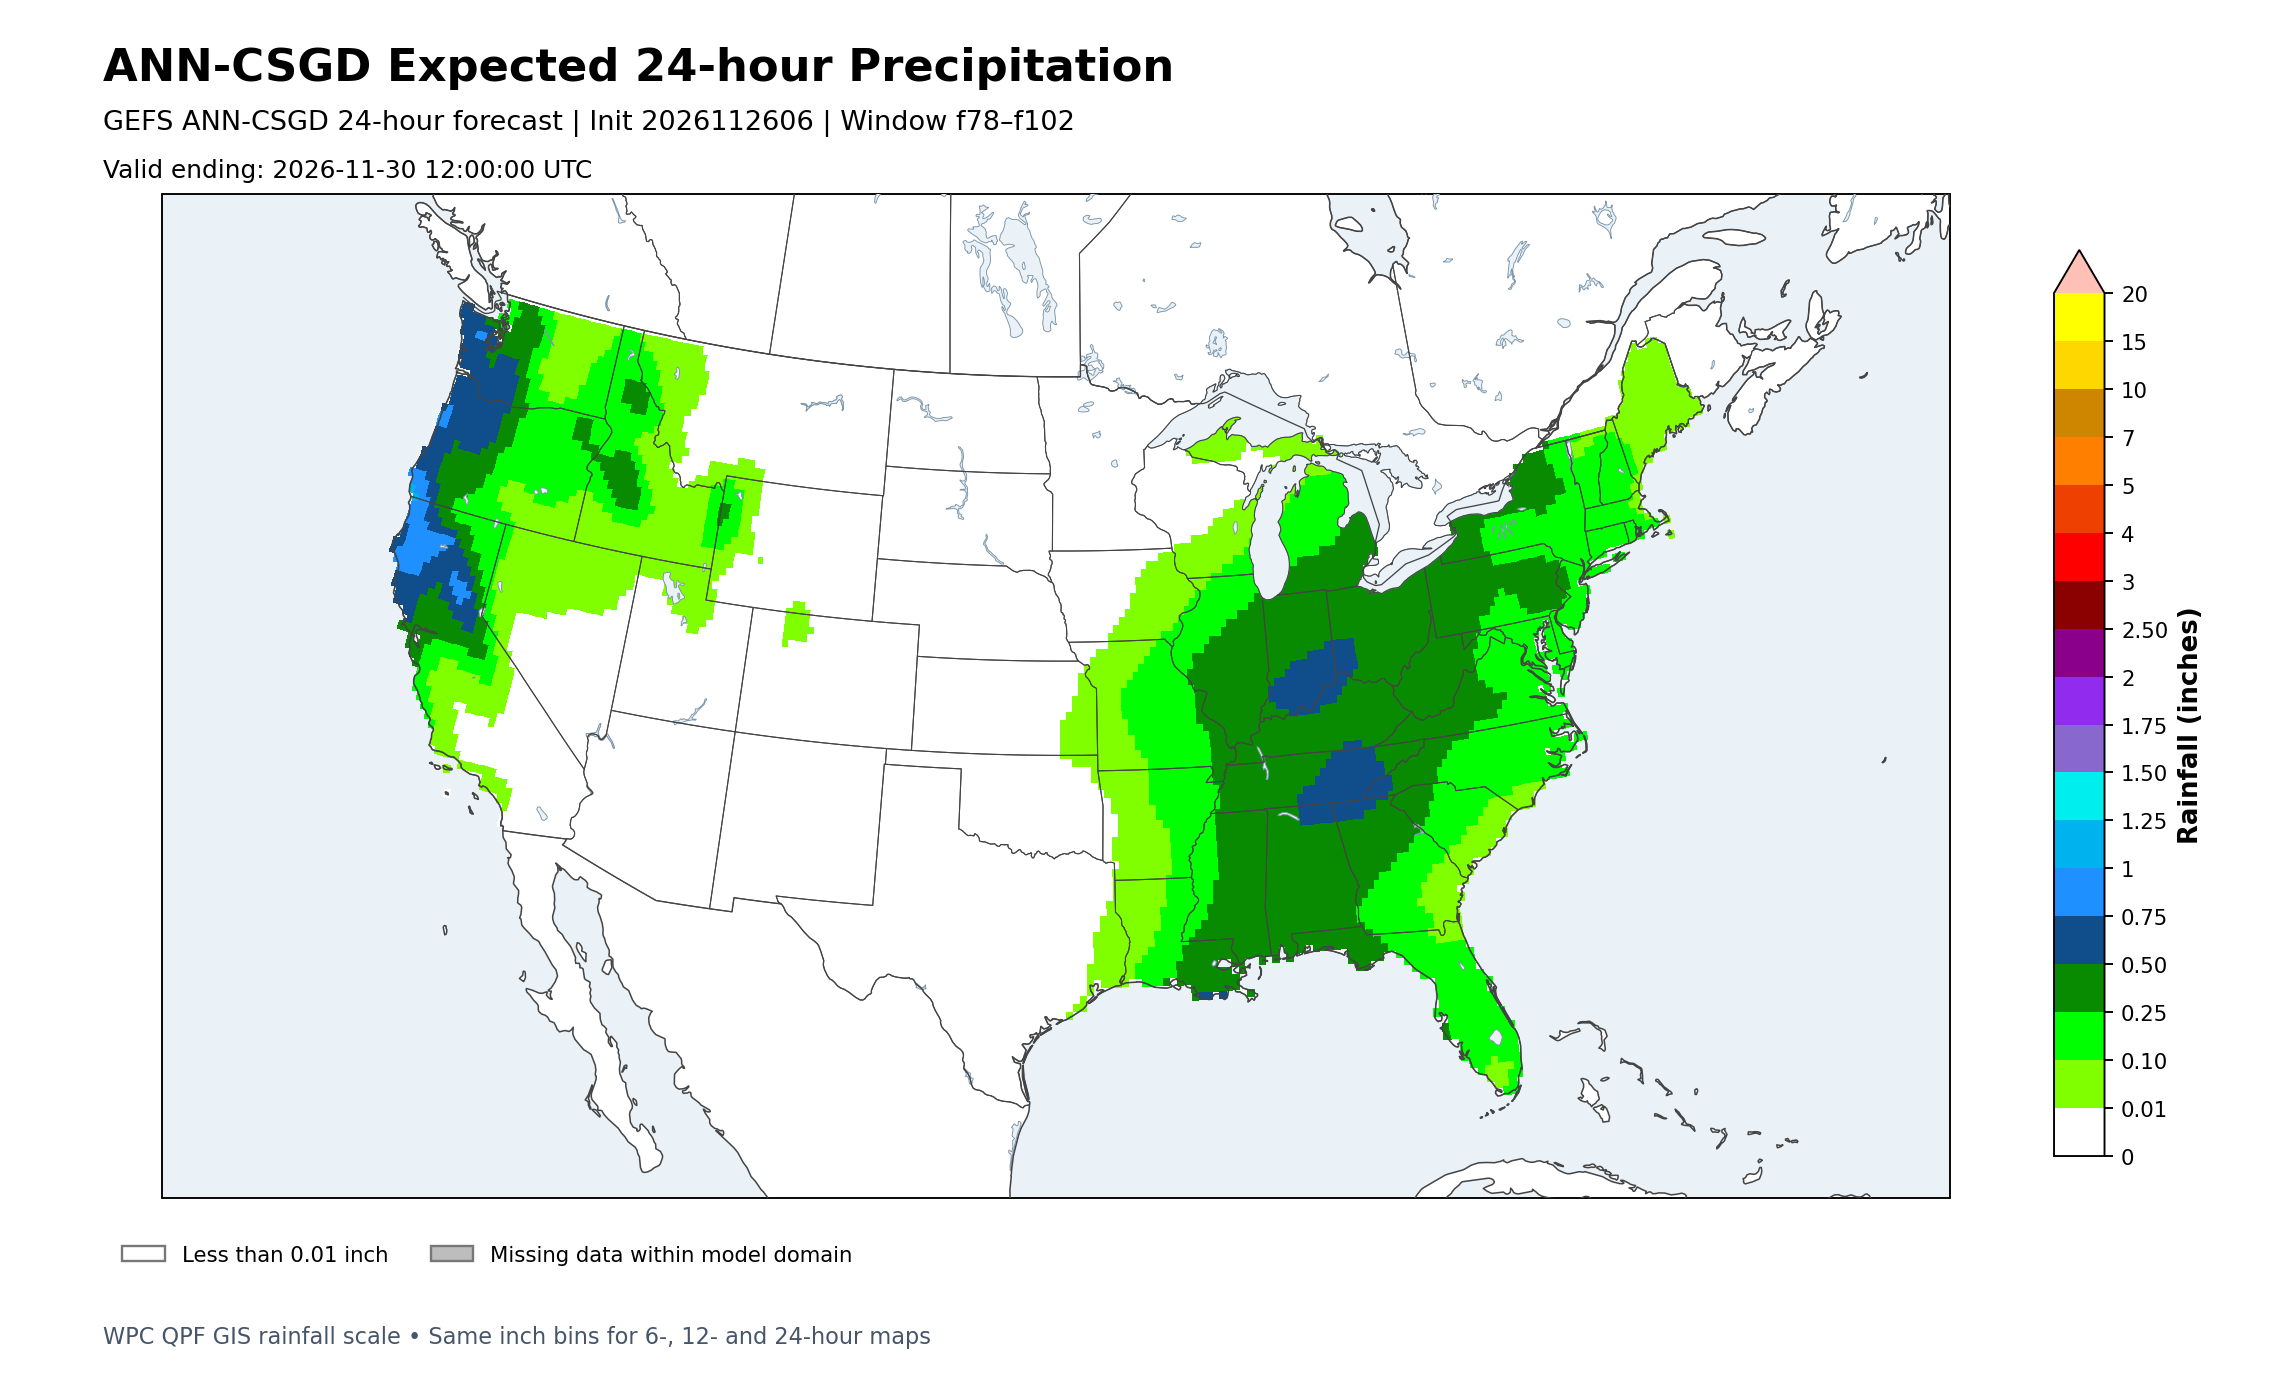 ANN-CSGD Expected 24-hour Precipitation
GEFS ANN-CSGD 24-hour forecast | Init 2026112606 | Window f78–f102
Valid ending: 2026-11-30 12:00:00 UTC
20
15
10
7
5
4
3
2.50
2
1.75
1.50
1.25
1
0.75
0.50
0.25
0.10
0.01
0
Rainfall (inches)
Less than 0.01 inch
Missing data within model domain
WPC QPF GIS rainfall scale • Same inch bins for 6-, 12- and 24-hour maps